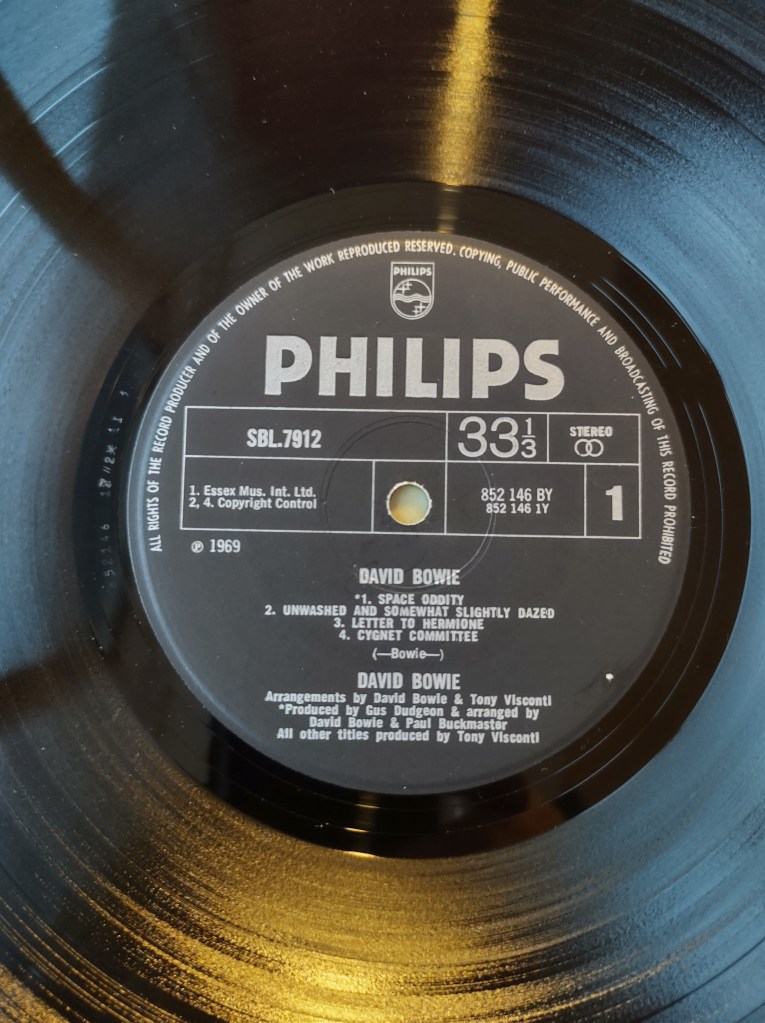 ALL RIGHTS OF THE RECORD PRODUCER AND OF THE OWNER OF THE WORK REPRODUCED RESERVED. COPYING, PUBLIC PERFORMANCE AND BROADCASTING OF THIS RECORD PROHIBITED
PHILIPS
PHILIPS
SBL.7912
33 1/3
STEREO
1. Essex Mus. Int. Ltd.
2, 4. Copyright Control
852 146 BY
852 146 1Y
1
℗ 1969
DAVID BOWIE
*1. SPACE ODDITY
2. UNWASHED AND SOMEWHAT SLIGHTLY DAZED
3. LETTER TO HERMIONE
4. CYGNET COMMITTEE
(—Bowie—)
DAVID BOWIE
Arrangements by David Bowie & Tony Visconti
*Produced by Gus Dudgeon & arranged by
David Bowie & Paul Buckmaster
All other titles produced by Tony Visconti